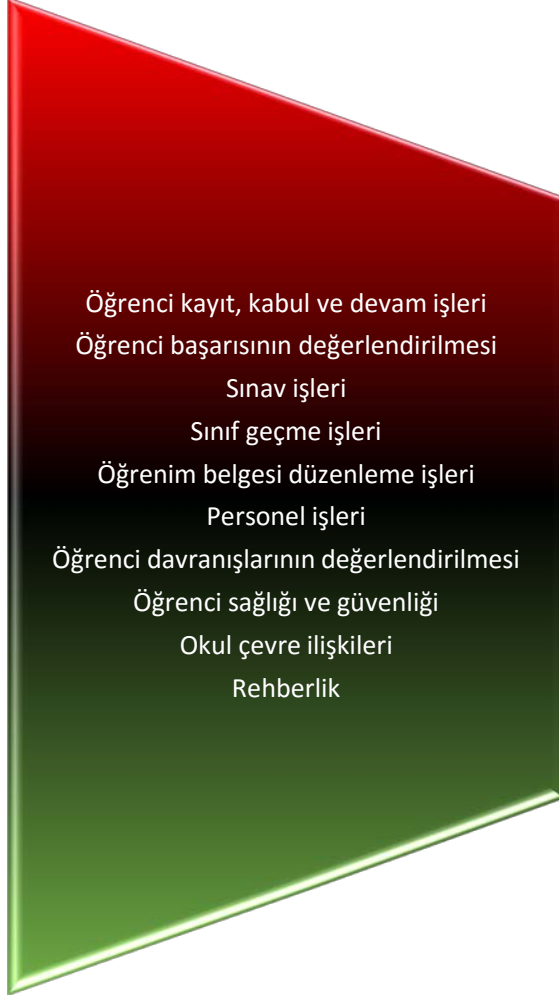 Öğrenci kayıt, kabul ve devam işleri
Öğrenci başarısının değerlendirilmesi
Sınav işleri
Sınıf geçme işleri
Öğrenim belgesi düzenleme işleri
Personel işleri
Öğrenci davranışlarının değerlendirilmesi
Öğrenci sağlığı ve güvenliği
Okul çevre ilişkileri
Rehberlik